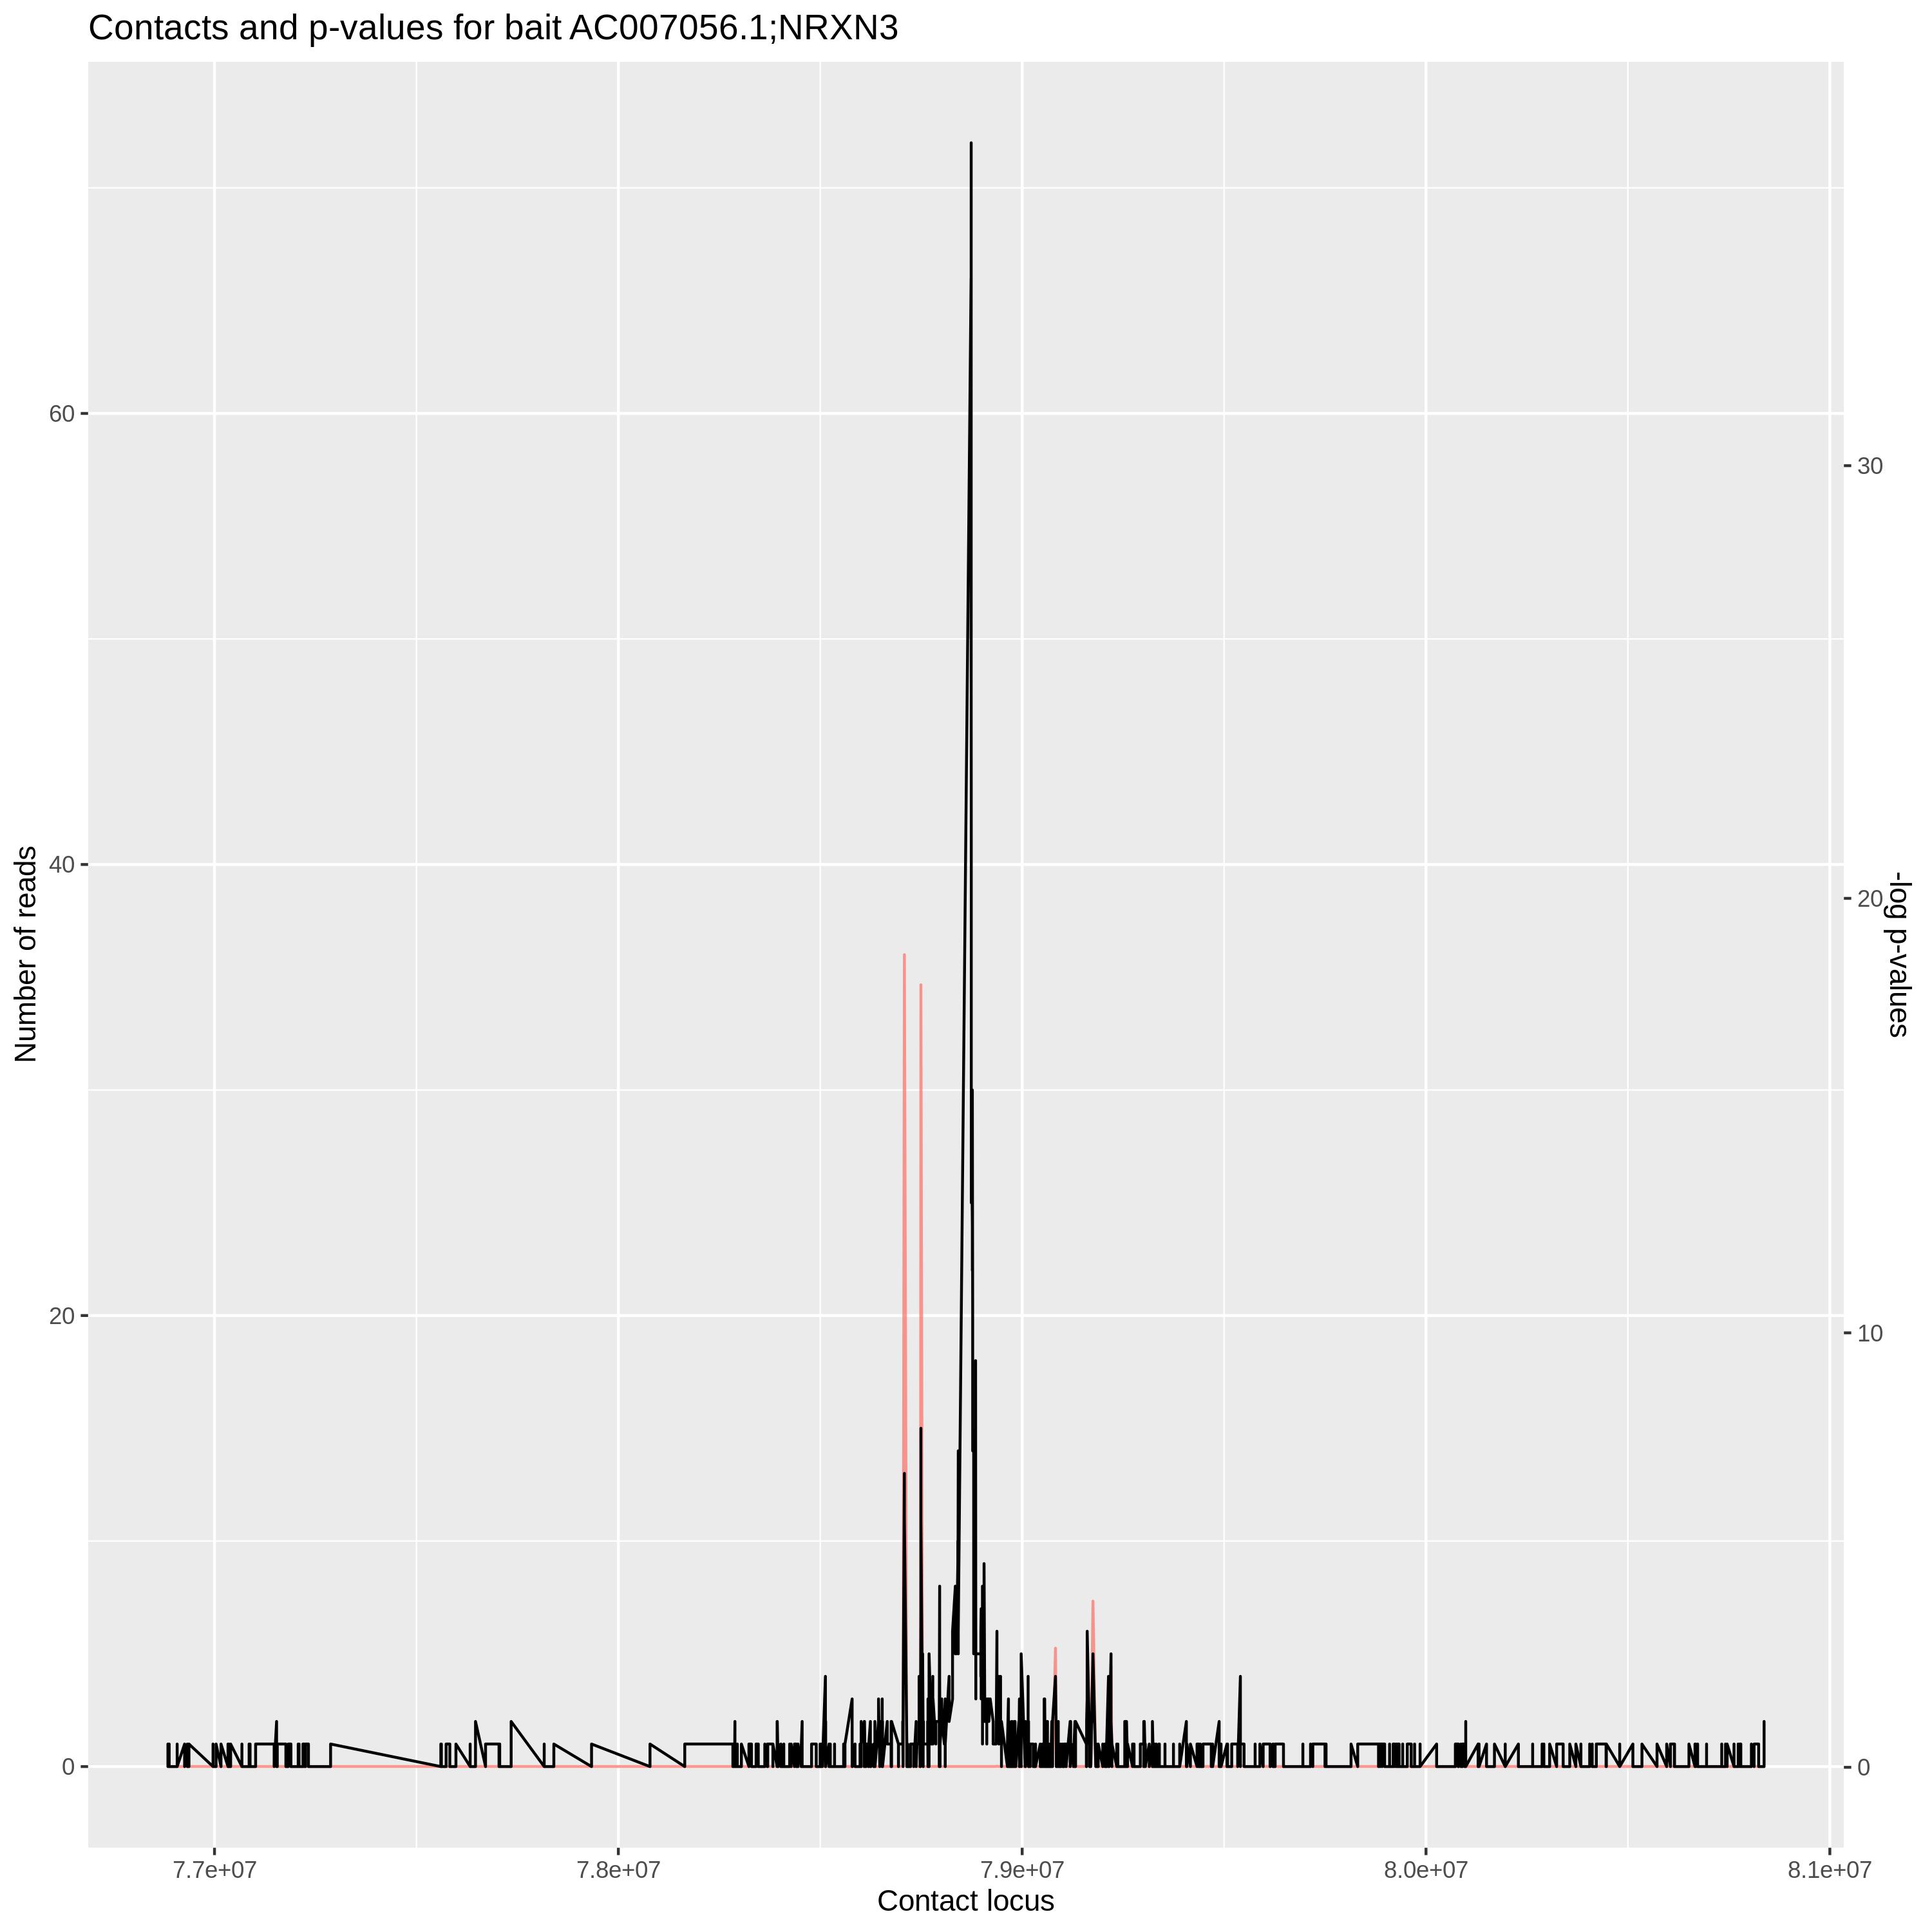 Contacts and p-values for bait AC007056.1;NRXN3
60
40
20
0
Number of reads
30
20
10
0
-log p-values
7.7e+07
7.8e+07
7.9e+07
8.0e+07
8.1e+07
Contact locus